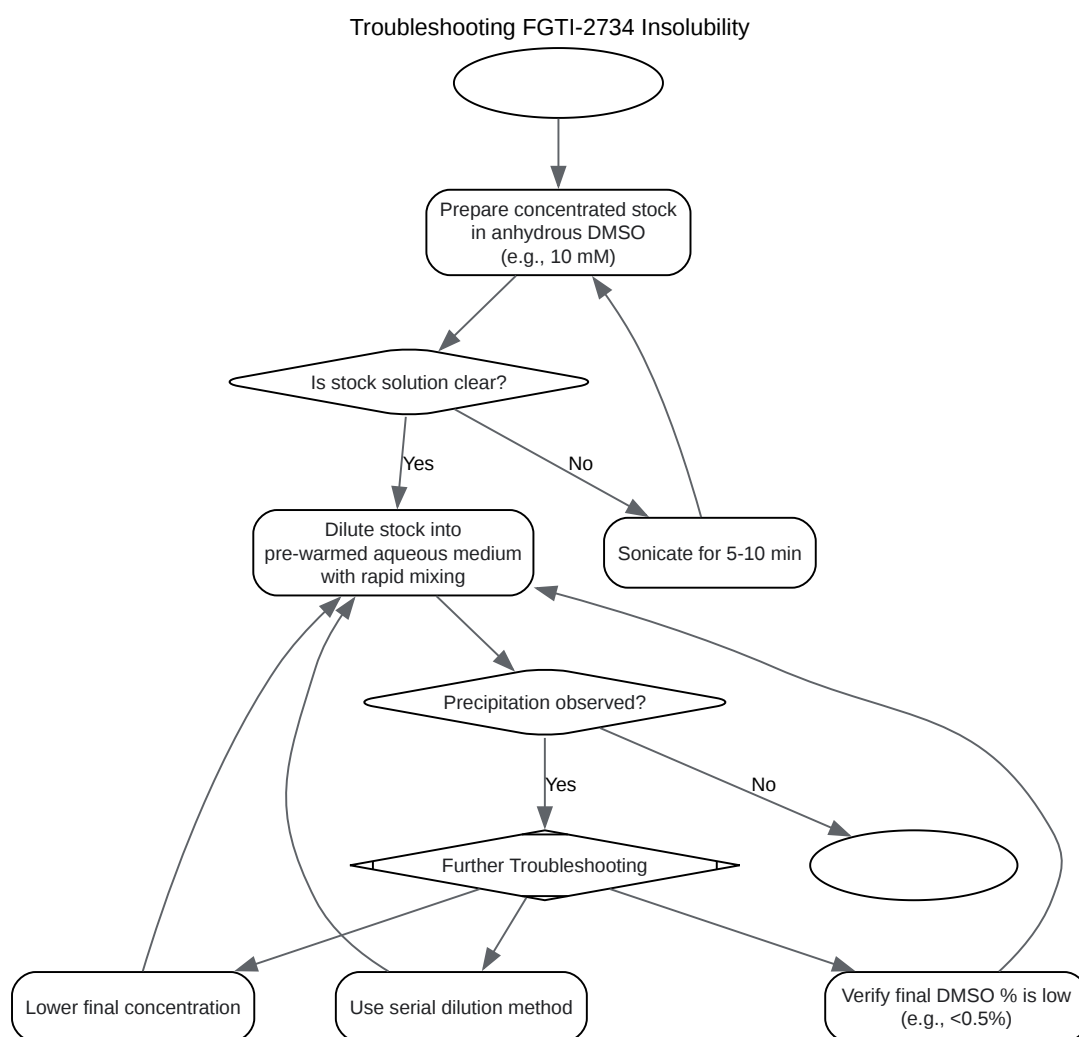 Troubleshooting FGTI-2734 Insolubility
Prepare concentrated stock
in anhydrous DMSO
(e.g., 10 mM)
Is stock solution clear?
Yes
No
Dilute stock into
pre-warmed aqueous medium
with rapid mixing
Sonicate for 5-10 min
Precipitation observed?
Yes
No
Further Troubleshooting
Lower final concentration
Use serial dilution method
Verify final DMSO % is low
(e.g., <0.5%)